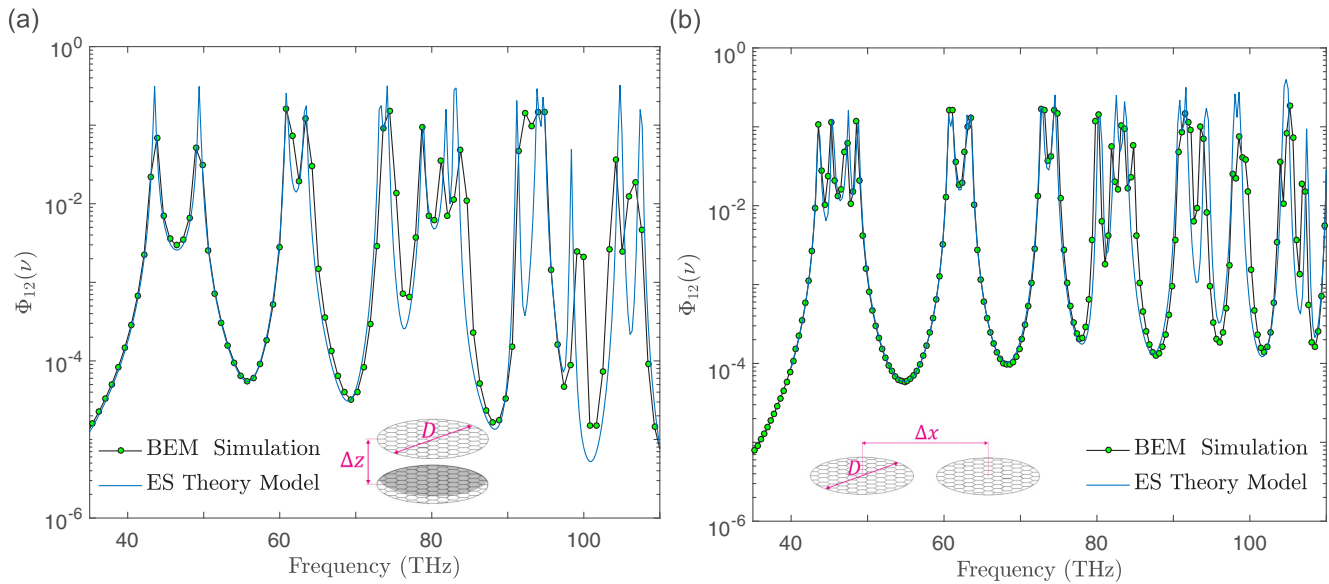 (a)
10^0
10^-2
10^-4
10^-6
Φ12(ν)
40 60 80 100
Frequency (THz)
BEM Simulation
ES Theory Model
D
Δz
(b)
10^0
10^-2
10^-4
10^-6
Φ12(ν)
40 60 80 100
Frequency (THz)
Δx
D
BEM Simulation
ES Theory Model